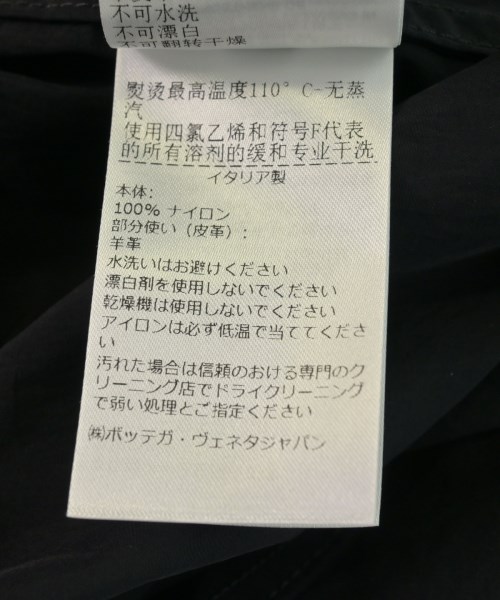 不可水洗
不可漂白
不可翻转干燥
熨烫最高温度110° C-无蒸
汽
使用四氯乙烯和符号F代表
的所有溶剂的缓和专业干洗
イタリア製
本体:
100% ナイロン
部分使い（皮革）:
羊革
水洗いはお避けください
漂白剤を使用しないでください
乾燥機は使用しないでください
アイロンは必ず低温で当ててくださ
い
汚れた場合は信頼のおける専門のク
リーニング店でドライクリーニング
で弱い処理とご指定ください
㈱ボッテガ・ヴェネタジャパン